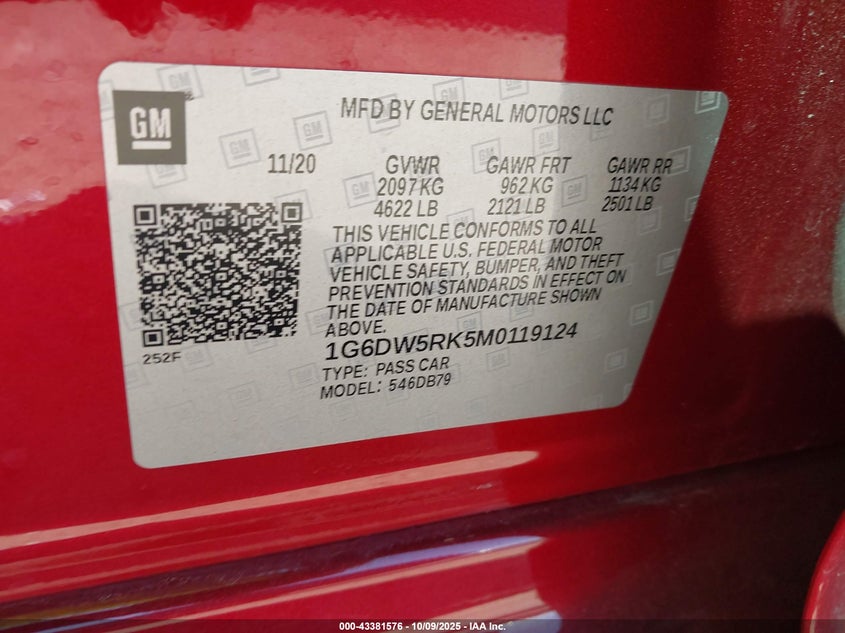 GM
MFD BY GENERAL MOTORS LLC
11/20 GVWR GAWR FRT GAWR RR
2097 KG 962 KG 1134 KG
4622 LB 2121 LB 2501 LB
THIS VEHICLE CONFORMS TO ALL
APPLICABLE U.S. FEDERAL MOTOR
VEHICLE SAFETY, BUMPER, AND THEFT
PREVENTION STANDARDS IN EFFECT ON
THE DATE OF MANUFACTURE SHOWN
ABOVE.
252F
1G6DW5RK5M0119124
TYPE: PASS CAR
MODEL: 546DB79
000-43381576 - 10/09/2025 - IAA Inc.